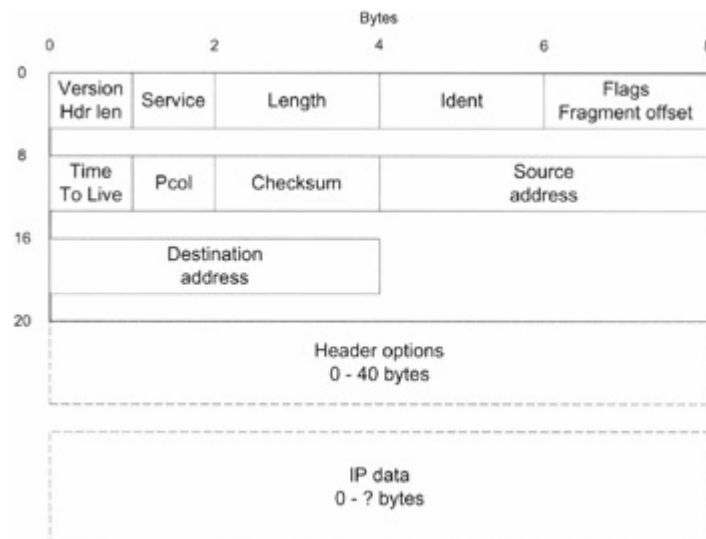 Bytes
0 2 4 6 8
0
Version Hdr len Service Length Ident Flags Fragment offset
8
Time To Live Pcol Checksum Source address
16
Destination
address
20
Header options
0 - 40 bytes
IP data
0 - ? bytes